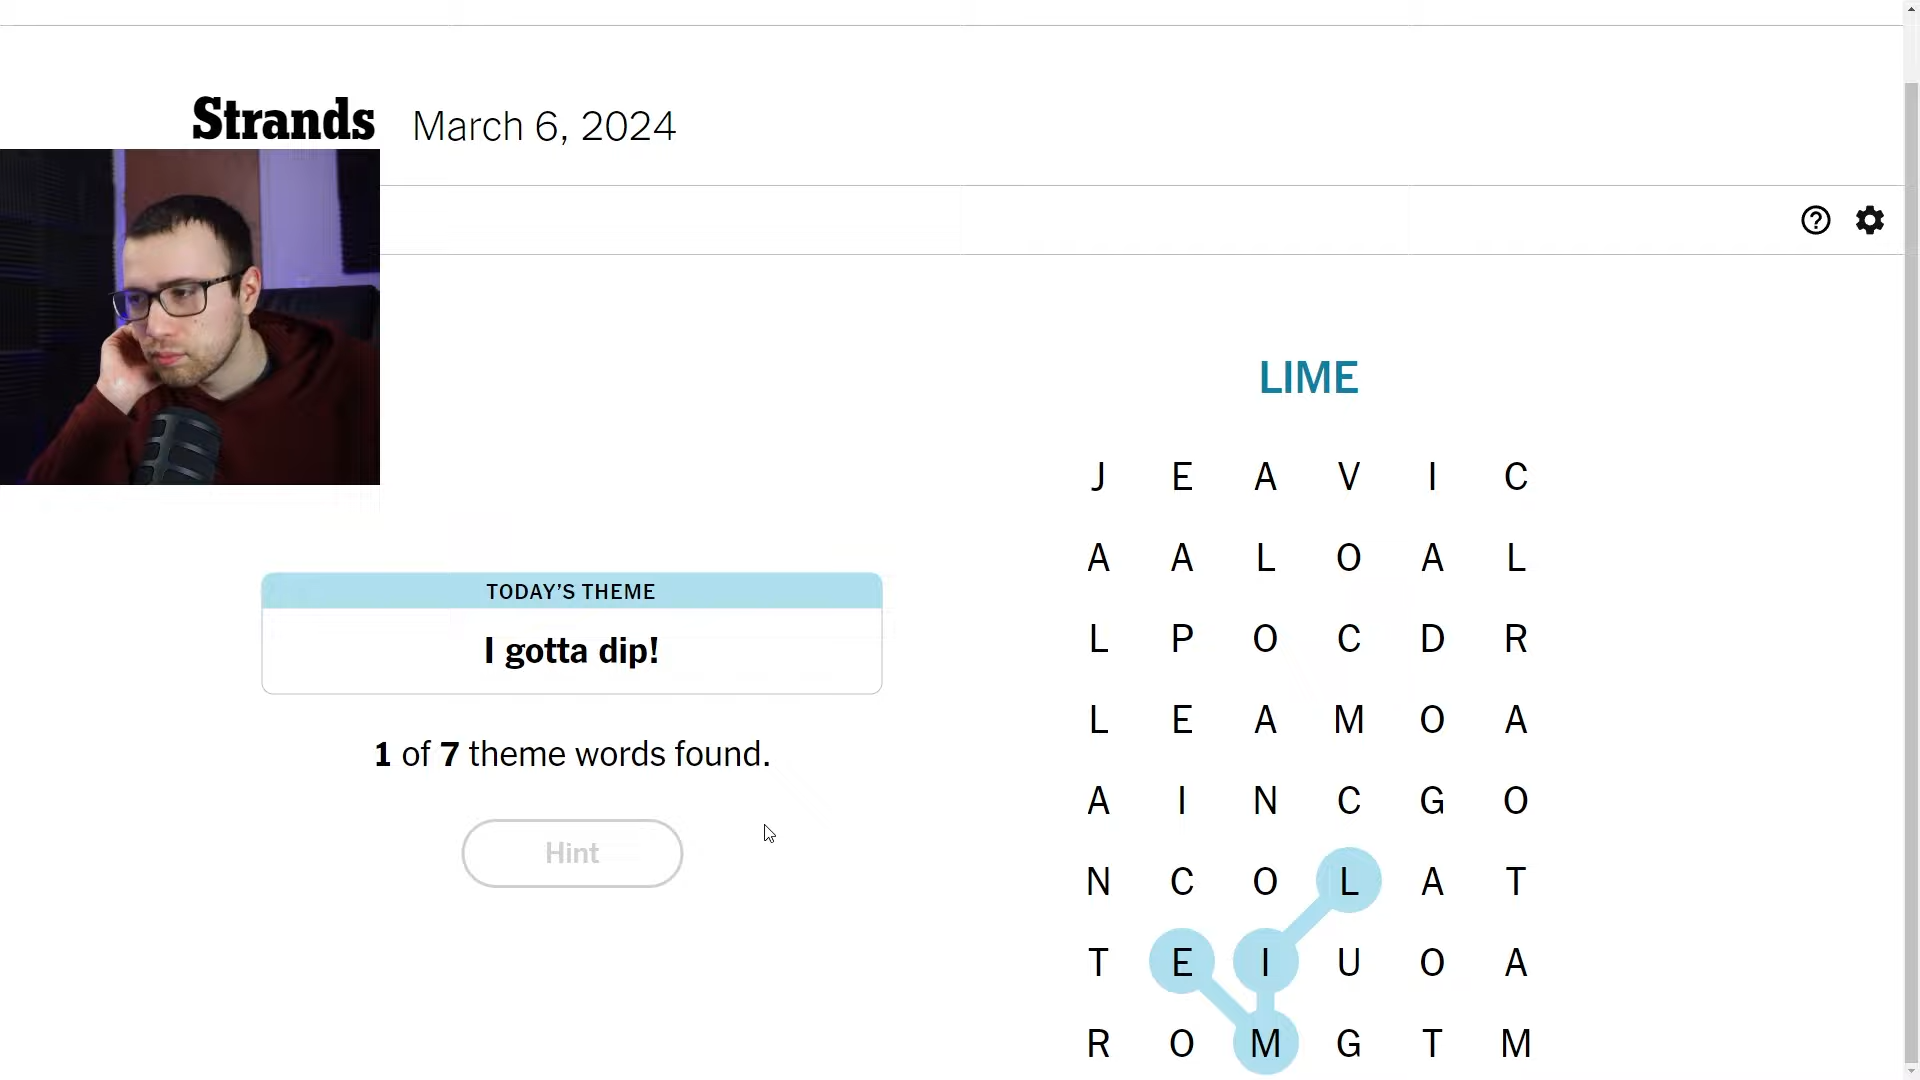 Strands March 6, 2024
LIME
J E A V I C
A A L O A L
L P O C D R
L E A M O A
A I N C G O
N C O L A T
T E I U O A
R O M G T M
TODAY'S THEME
I gotta dip!
1 of 7 theme words found.
Hint